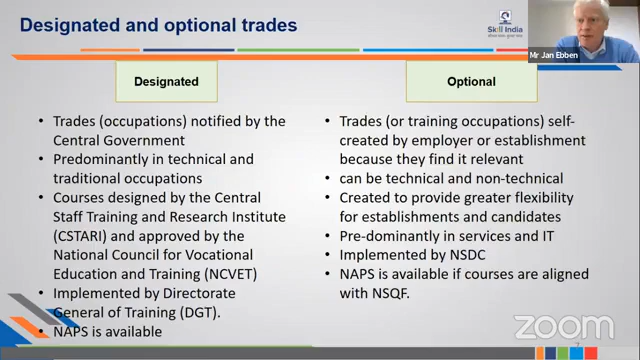 Designated and optional trades
Skill India
Mr Jan Ebben
Designated
• Trades (occupations) notified by the
Central Government
• Predominantly in technical and
traditional occupations
• Courses designed by the Central
Staff Training and Research Institute
(CSTARI) and approved by the
National Council for Vocational
Education and Training (NCVET)
• Implemented by Directorate
General of Training (DGT).
• NAPS is available
Optional
• Trades (or training occupations) self-
created by employer or establishment
because they find it relevant
• can be technical and non-technical
• Created to provide greater flexibility
for establishments and candidates
• Pre-dominantly in services and IT
• Implemented by NSDC
• NAPS is available if courses are aligned
with NSQF.
7
zoom